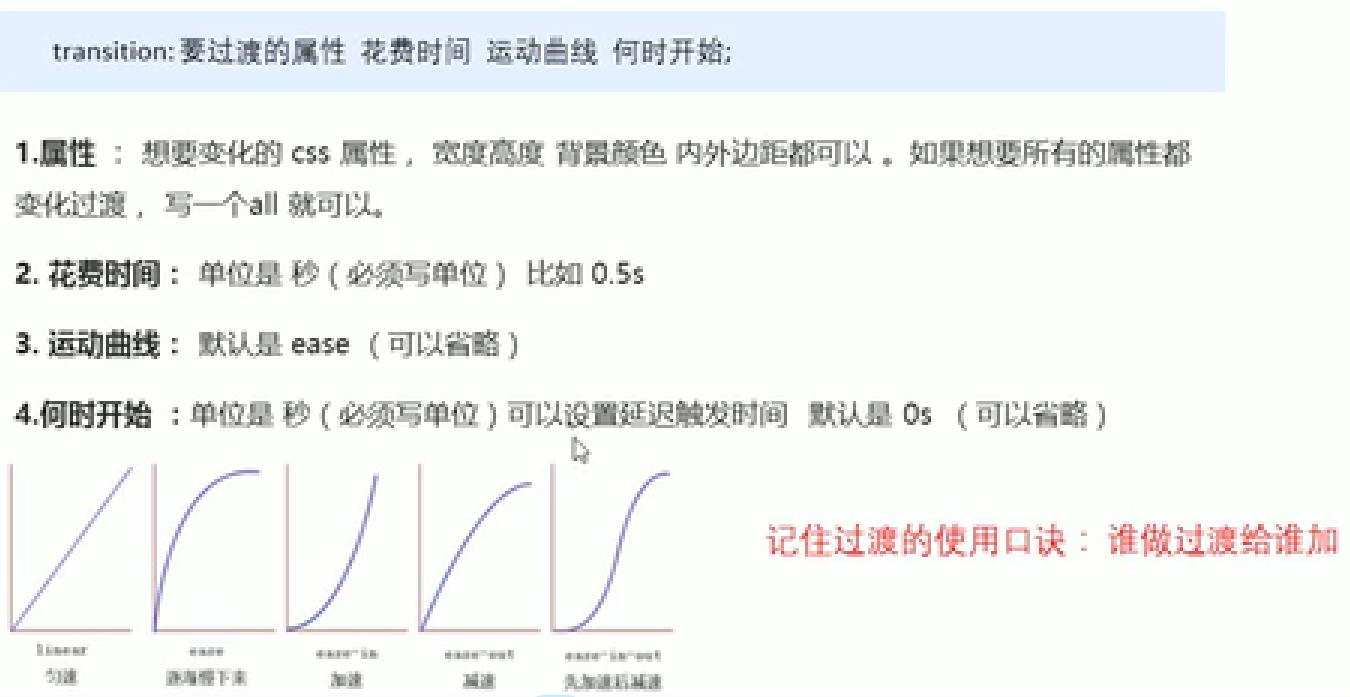 transition: 要过渡的属性 花费时间 运动曲线 何时开始;
1.属性 ： 想要变化的 css 属性， 宽度高度 背景颜色 内外边距都可以 。如果想要所有的属性都
变化过渡， 写一个all 就可以。
2. 花费时间： 单位是 秒（必须写单位） 比如 0.5s
3. 运动曲线： 默认是 ease （可以省略）
4.何时开始 ：单位是 秒（必须写单位）可以设置延迟触发时间 默认是 0s （可以省略）
记住过渡的使用口诀： 谁做过渡给谁加
linear ease ease-in ease-out ease-in-out
匀速 逐渐慢下来 加速 减速 先加速后减速